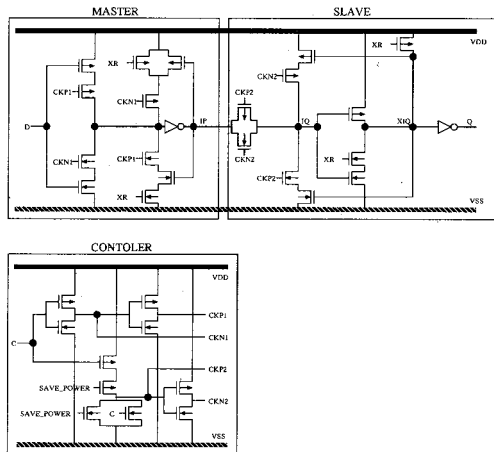 MASTER
SLAVE
VDD
XR
XR
CKN2
CKP1
CKP2
CKN1
D
IP
IQ
XIQ
Q
CKN1
CKP1
CKN2
XR
CKP2
XR
VSS
CONTOLER
VDD
CKP1
CKN1
C
CKP2
SAVE_POWER
CKN2
SAVE_POWER
C
VSS